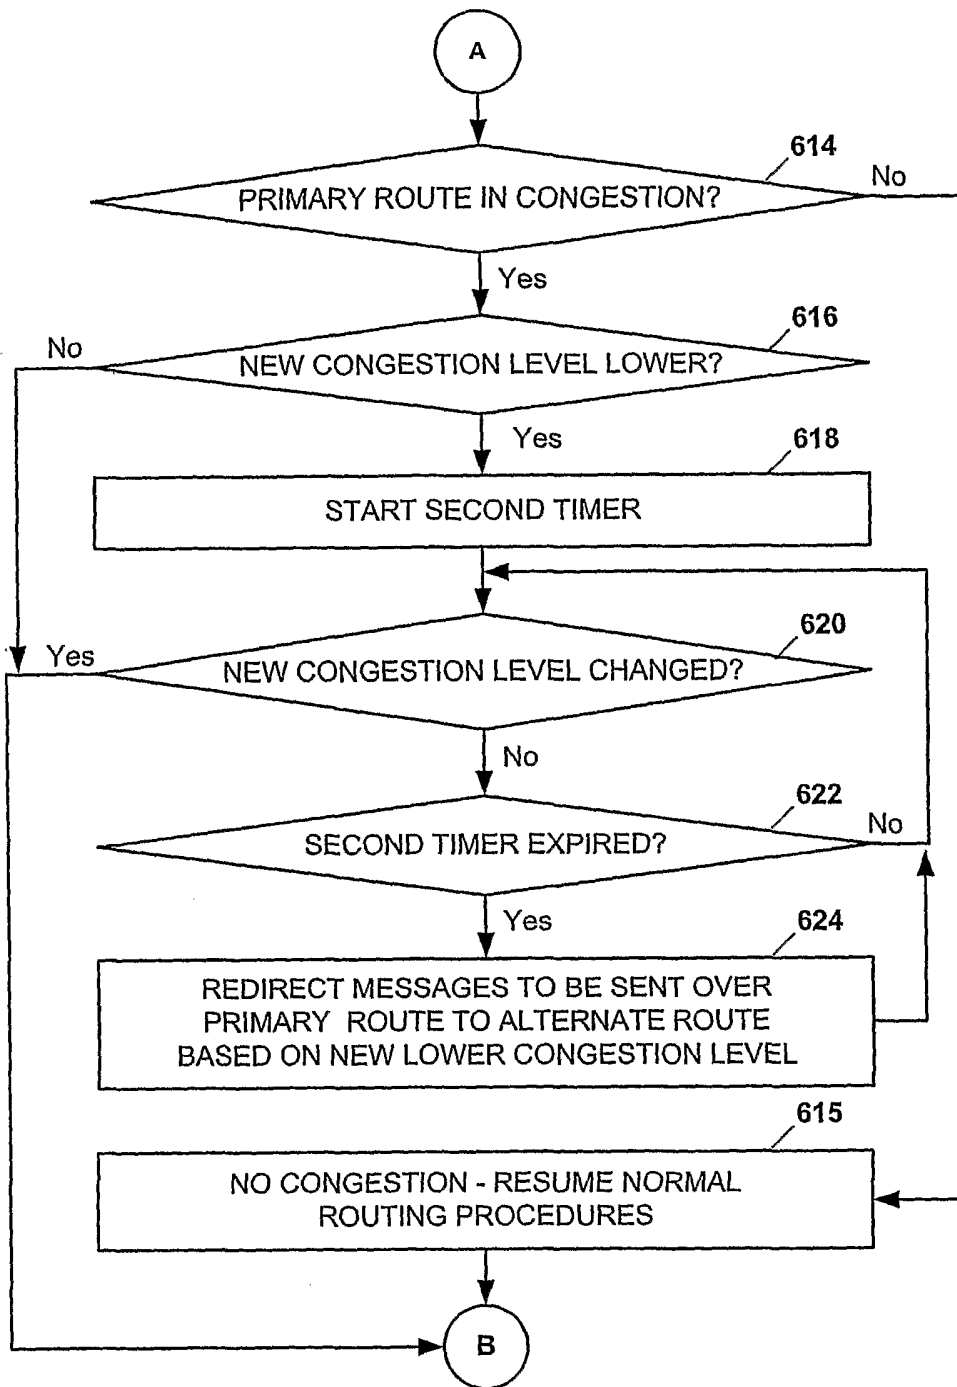 A
614
PRIMARY ROUTE IN CONGESTION?
No
Yes
616
No
NEW CONGESTION LEVEL LOWER?
Yes
618
START SECOND TIMER
620
Yes
NEW CONGESTION LEVEL CHANGED?
No
622
No
SECOND TIMER EXPIRED?
Yes
624
REDIRECT MESSAGES TO BE SENT OVER
PRIMARY ROUTE TO ALTERNATE ROUTE
BASED ON NEW LOWER CONGESTION LEVEL
615
NO CONGESTION - RESUME NORMAL
ROUTING PROCEDURES
B